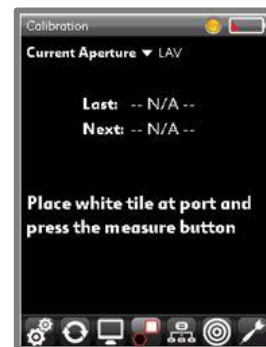 Calibration
Current Aperture ▼ LAV
Last: -- N/A --
Next: -- N/A --
Place white tile at port and
press the measure button